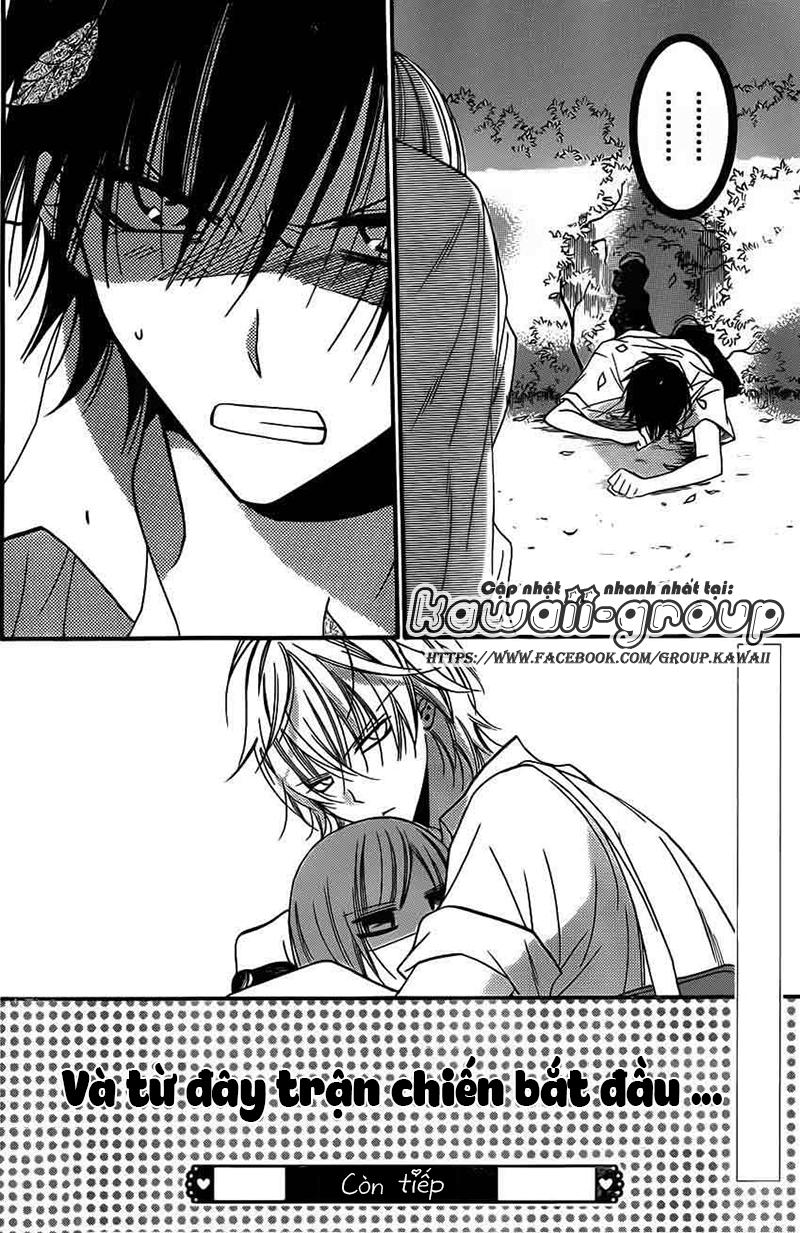 ..............
Cập nhật nhanh nhất tại:
kawaii-group
HTTPS://WWW.FACEBOOK.COM/GROUP.KAWAII
Và từ đây trận chiến bắt đầu ...
Còn tiếp